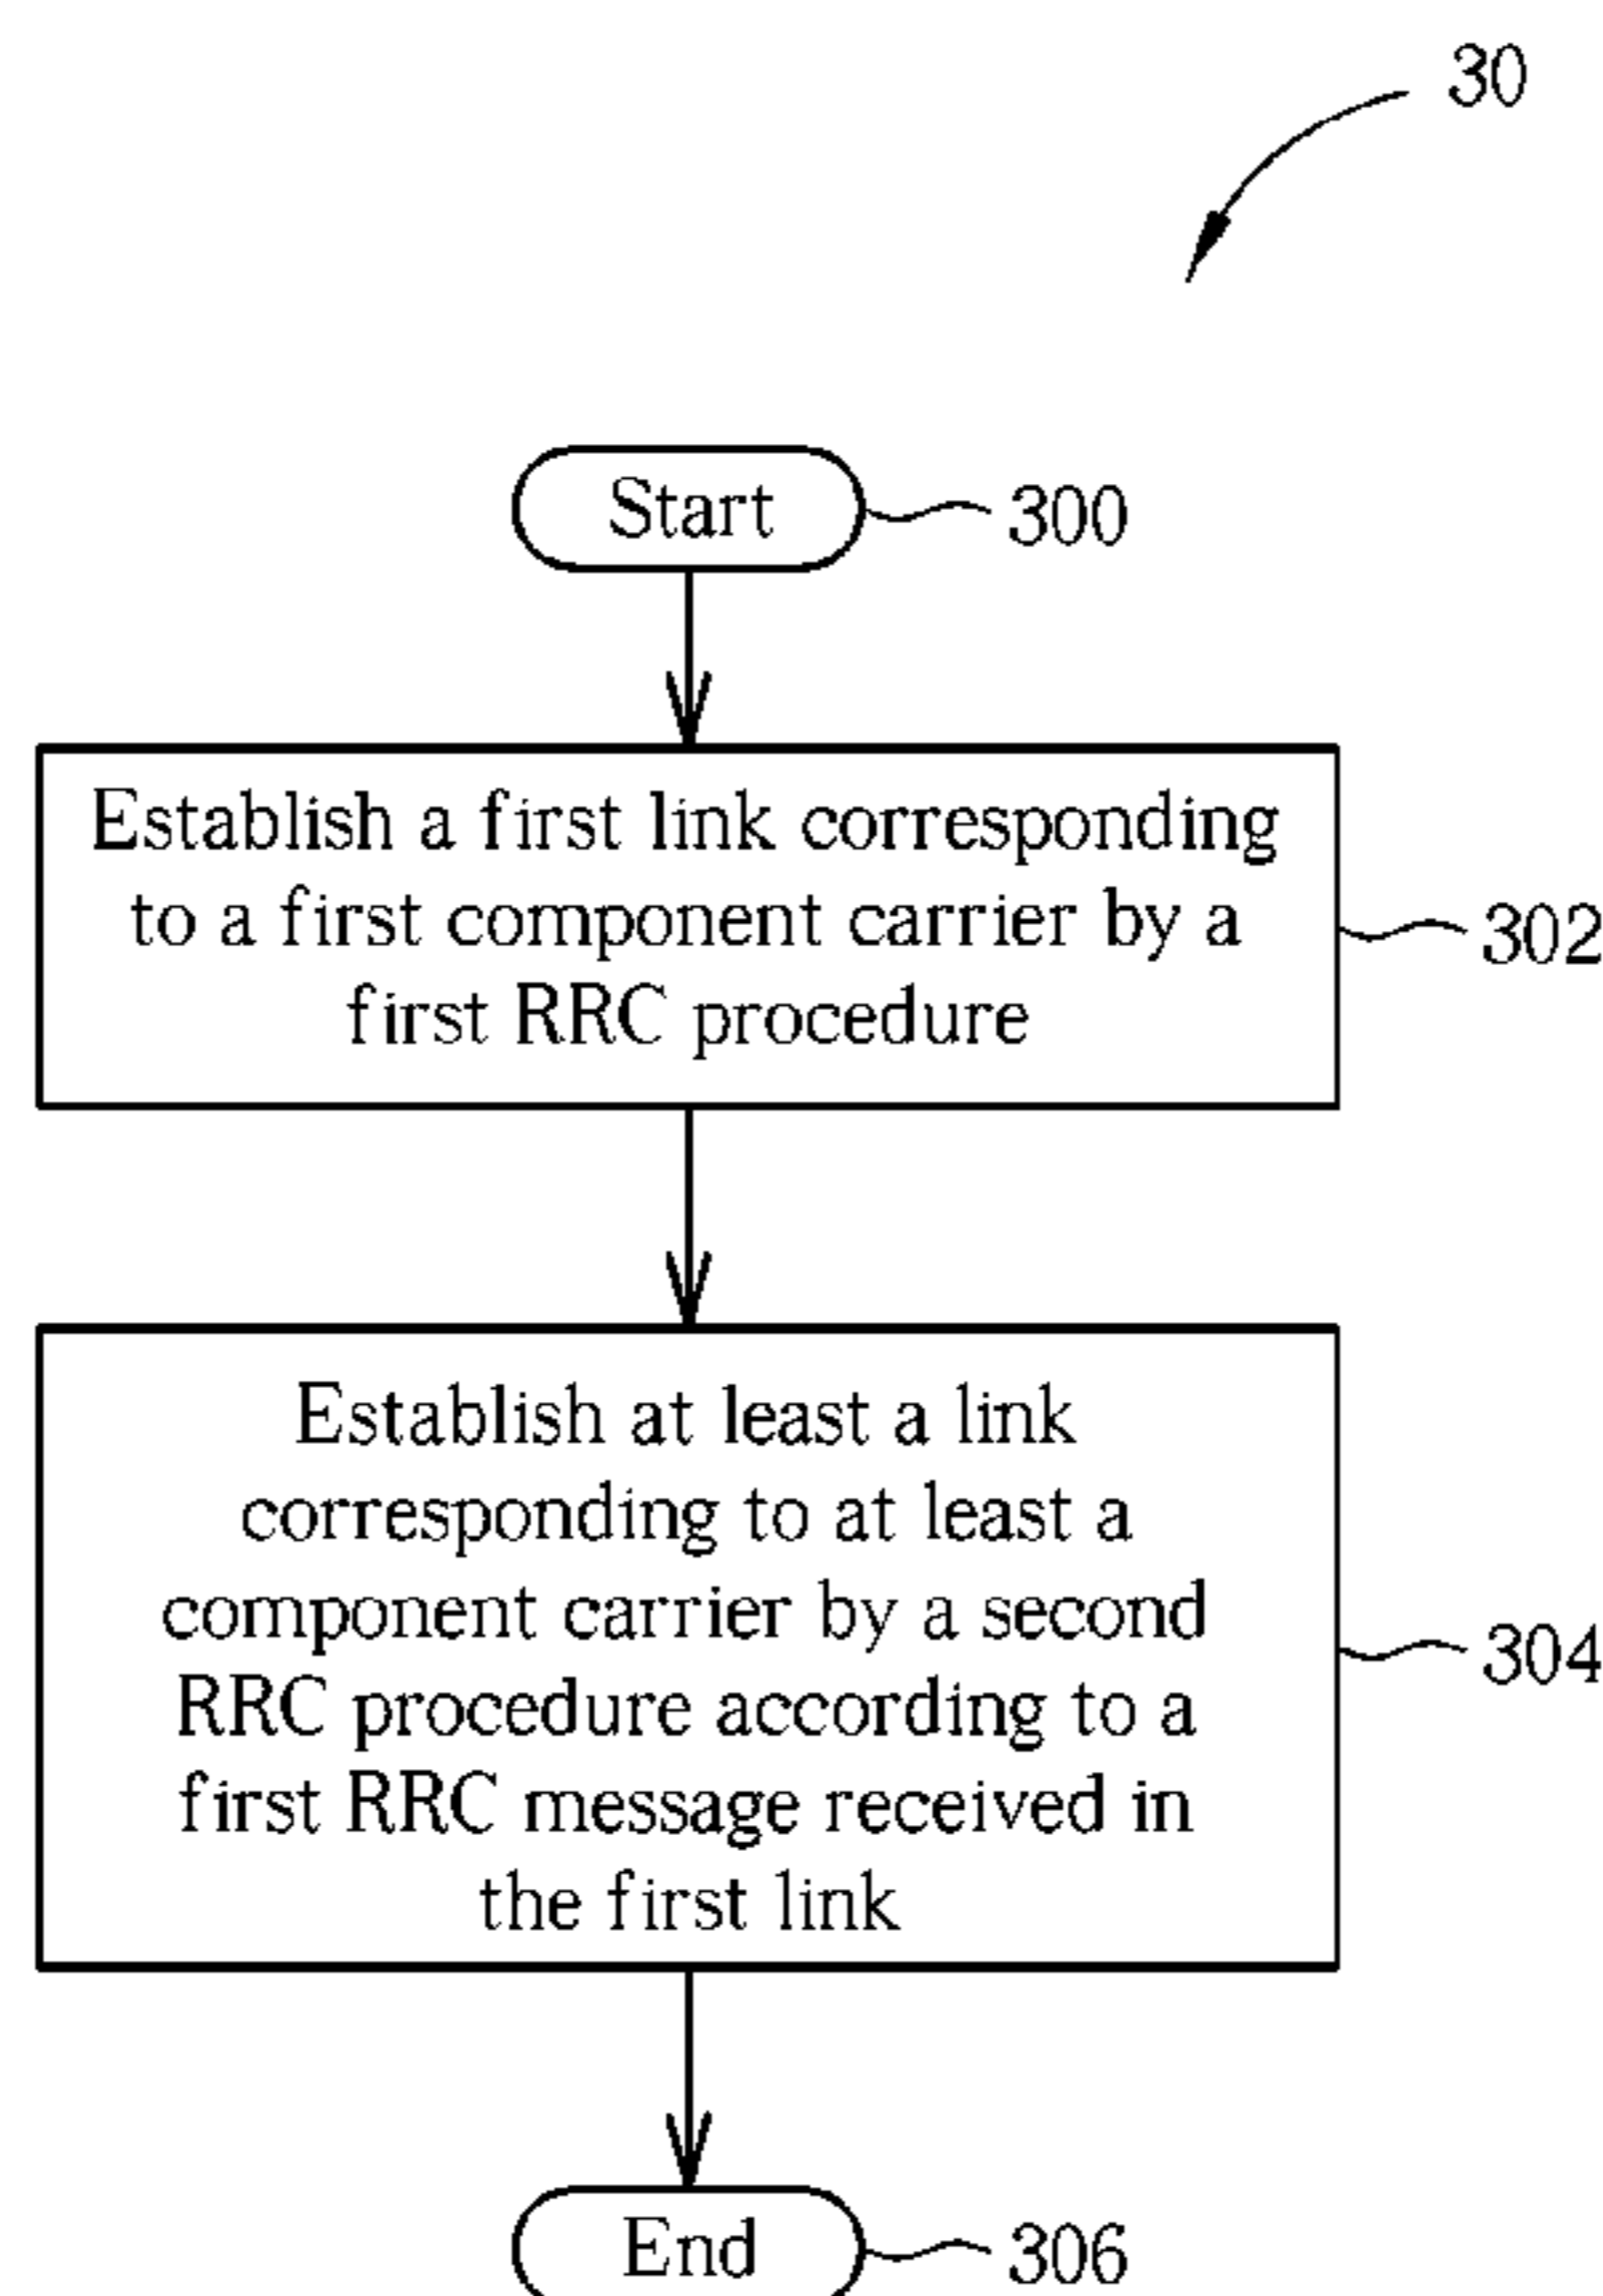 30
Start
300
Establish a first link corresponding
to a first component carrier by a
first RRC procedure
302
Establish at least a link
corresponding to at least a
component carrier by a second
RRC procedure according to a
first RRC message received in
the first link
304
End
306